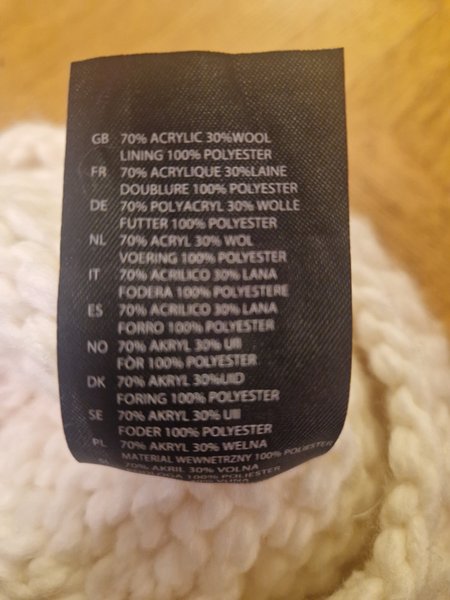 GB 70% ACRYLIC 30%WOOL
LINING 100% POLYESTER
FR 70% ACRYLIQUE 30%LAINE
DOUBLURE 100% POLYESTER
DE 70% POLYACRYL 30% WOLLE
FUTTER 100% POLYESTER
NL 70% ACRYL 30% WOL
VOERING 100% POLYESTER
IT 70% ACRILICO 30% LANA
FODERA 100% POLYESTERE
ES 70% ACRILICO 30% LANA
FORRO 100% POLYESTER
NO 70% AKRYL 30% Ull
FÒR 100% POLYESTER
DK 70% AKRYL 30%UlD
FORING 100% POLYESTER
SE 70% AKRYL 30% Ull
FODER 100% POLYESTER
PL 70% AKRYL 30% WELNA
MATERIAL WEWNETRZNY 100% POLYESTER
70% AKRIL 30% VOLNA
100% POLIESTER